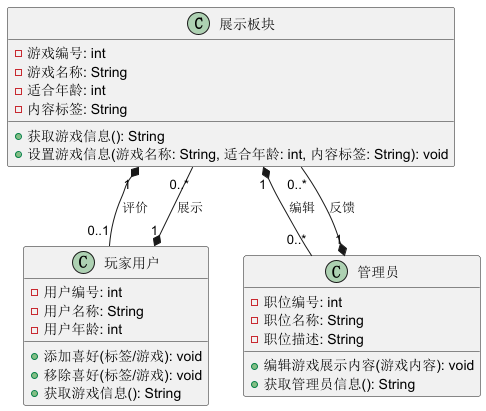 C 展示板块
游戏编号: int
游戏名称: String
适合年龄: int
内容标签: String
获取游戏信息(): String
设置游戏信息(游戏名称: String, 适合年龄: int, 内容标签: String): void
1 0..* 1 0..*
评价 展示 编辑 反馈
0..1 1 0..* 1
C 玩家用户
用户编号: int
用户名称: String
用户年龄: int
添加喜好(标签/游戏): void
移除喜好(标签/游戏): void
获取游戏信息(): String
C 管理员
职位编号: int
职位名称: String
职位描述: String
编辑游戏展示内容(游戏内容): void
获取管理员信息(): String